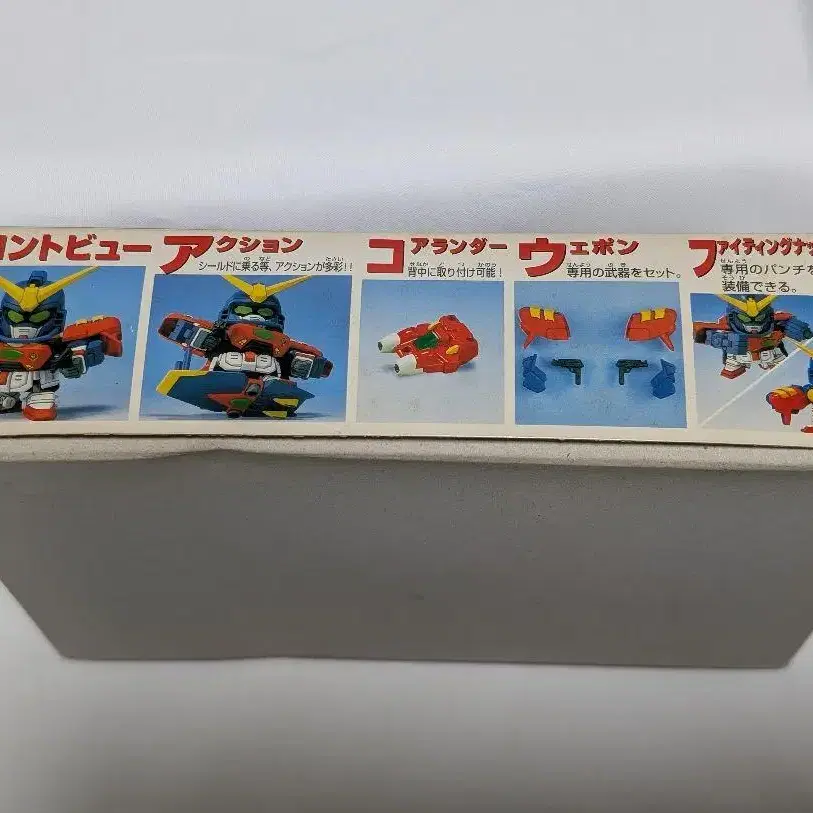 ロントビュー
アクション
シールドに乗る等、アクションが多彩!!
コアランダー
背中に取り付け可能!
ウェポン
専用の武器をセット。
ファイティングナッ
専用のパンチを
装備できる。